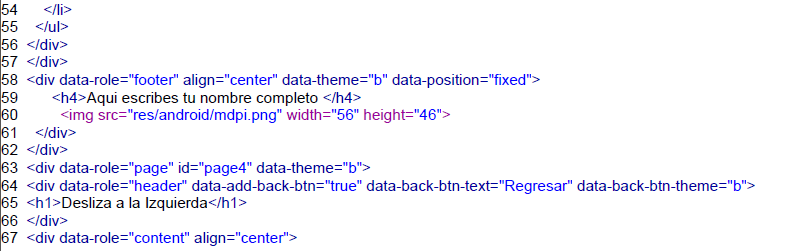 54 </li>
55 </ul>
56 </div>
57 </div>
58 <div data-role="footer" align="center" data-theme="b" data-position="fixed">
59 <h4>Aqui escribes tu nombre completo </h4>
60 <img src="res/android/mdpi.png" width="56" height="46">
61 </div>
62 </div>
63 <div data-role="page" id="page4" data-theme="b">
64 <div data-role="header" data-add-back-btn="true" data-back-btn-text="Regresar" data-back-btn-theme="b">
65 <h1>Desliza a la Izquierda</h1>
66 </div>
67 <div data-role="content" align="center">